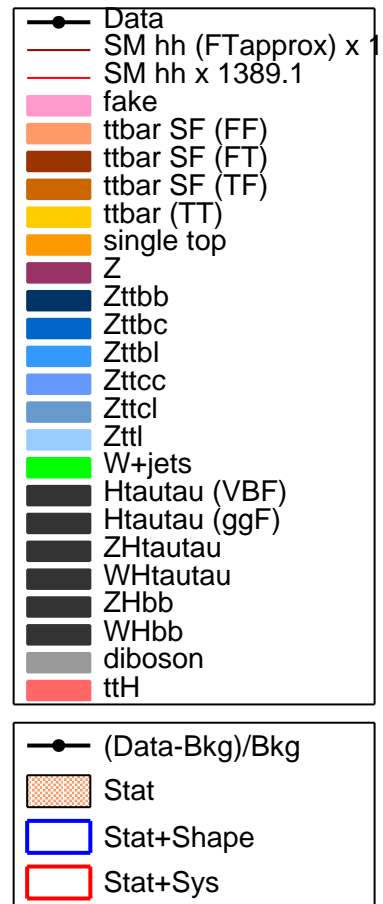 Data
SM hh (FTapprox) x 1
SM hh x 1389.1
fake
ttbar SF (FF)
ttbar SF (FT)
ttbar SF (TF)
ttbar (TT)
single top
Z
Zttbb
Zttbc
Zttbl
Zttcc
Zttcl
Zttl
W+jets
Htautau (VBF)
Htautau (ggF)
ZHtautau
WHtautau
ZHbb
WHbb
diboson
ttH
(Data-Bkg)/Bkg
Stat
Stat+Shape
Stat+Sys